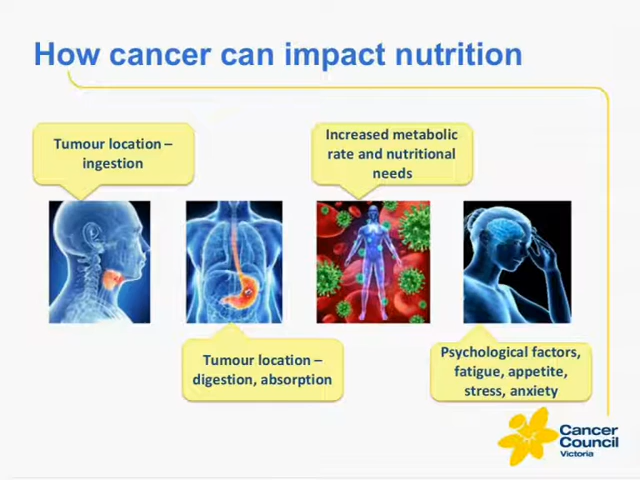 How cancer can impact nutrition
Tumour location –
ingestion
Increased metabolic
rate and nutritional
needs
Tumour location –
digestion, absorption
Psychological factors,
fatigue, appetite,
stress, anxiety
Cancer
Council
Victoria